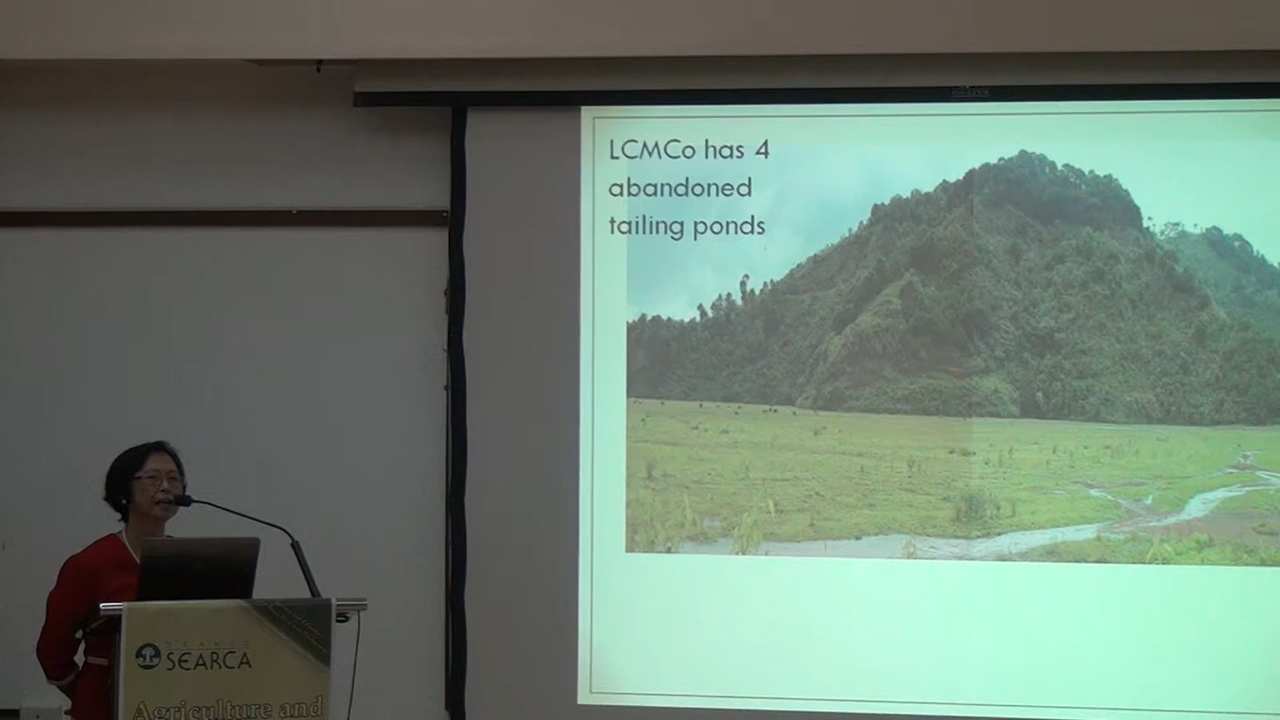 LCMCo has 4
abandoned
tailing ponds
SEARCA
Agriculture and